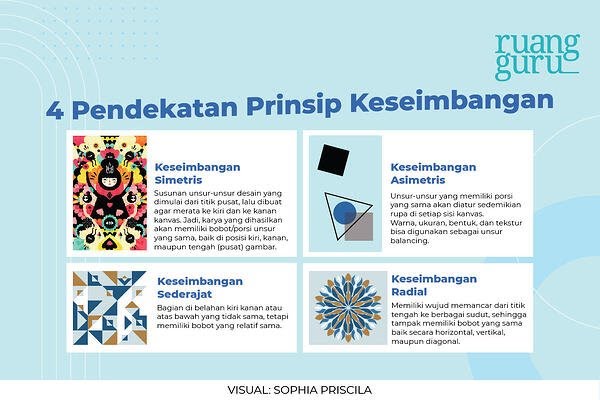 ruang
guru
4 Pendekatan Prinsip Keseimbangan
Keseimbangan
Simetris
Susunan unsur-unsur desain yang
dimulai dari titik pusat, lalu dibuat
agar merata ke kiri dan ke kanan
kanvas. Jadi, karya yang dihasilkan
akan memiliki bobot/porsi unsur
yang sama, baik di posisi kiri, kanan,
maupun tengah (pusat) gambar.
Keseimbangan
Asimetris
Unsur-unsur yang memiliki porsi
yang sama akan diatur sedemikian
rupa di setiap sisi kanvas.
Warna, ukuran, bentuk, dan tekstur
bisa digunakan sebagai unsur
balancing.
Keseimbangan
Sederajat
Bagian di belahan kiri kanan atau
atas bawah yang tidak sama, tetapi
memiliki bobot yang relatif sama.
Keseimbangan
Radial
Memiliki wujud memancar dari titik
tengah ke berbagai sudut, sehingga
tampak memiliki bobot yang sama
baik secara horizontal, vertikal,
maupun diagonal.
VISUAL: SOPHIA PRISCILA